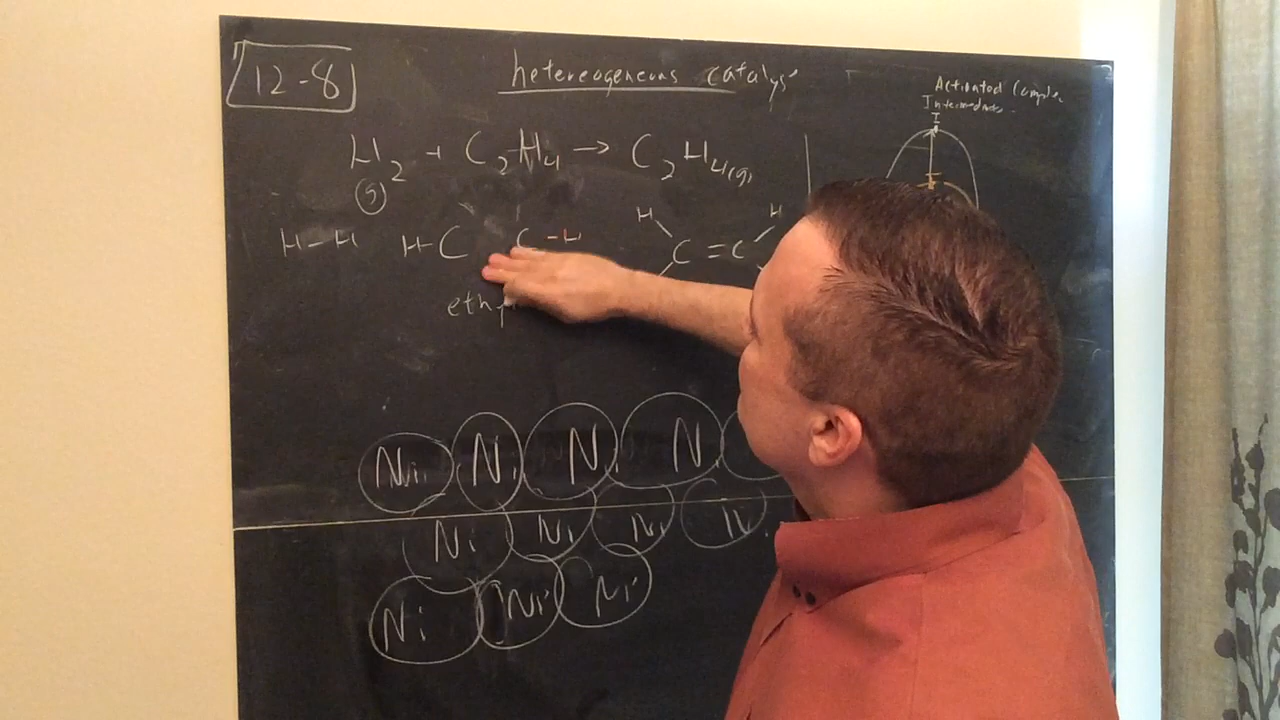 12-8
heterogeneous catalys
Activated Complex
Intermediate
I
H2 + C2H4 → C2H4(g)
(g)
H-H H-C C-H
H H
C=C
eth
Ni Ni Ni Ni
Ni Ni Ni Ni
Ni Ni Ni